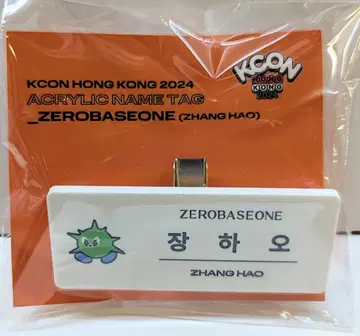 KCON HONG KONG 2024
ACRYLIC NAME TAG
_ZEROBASEONE (ZHANG HAO)
KCON
HONG
KONG
2024
ZEROBASEONE
장 하 오
ZHANG HAO